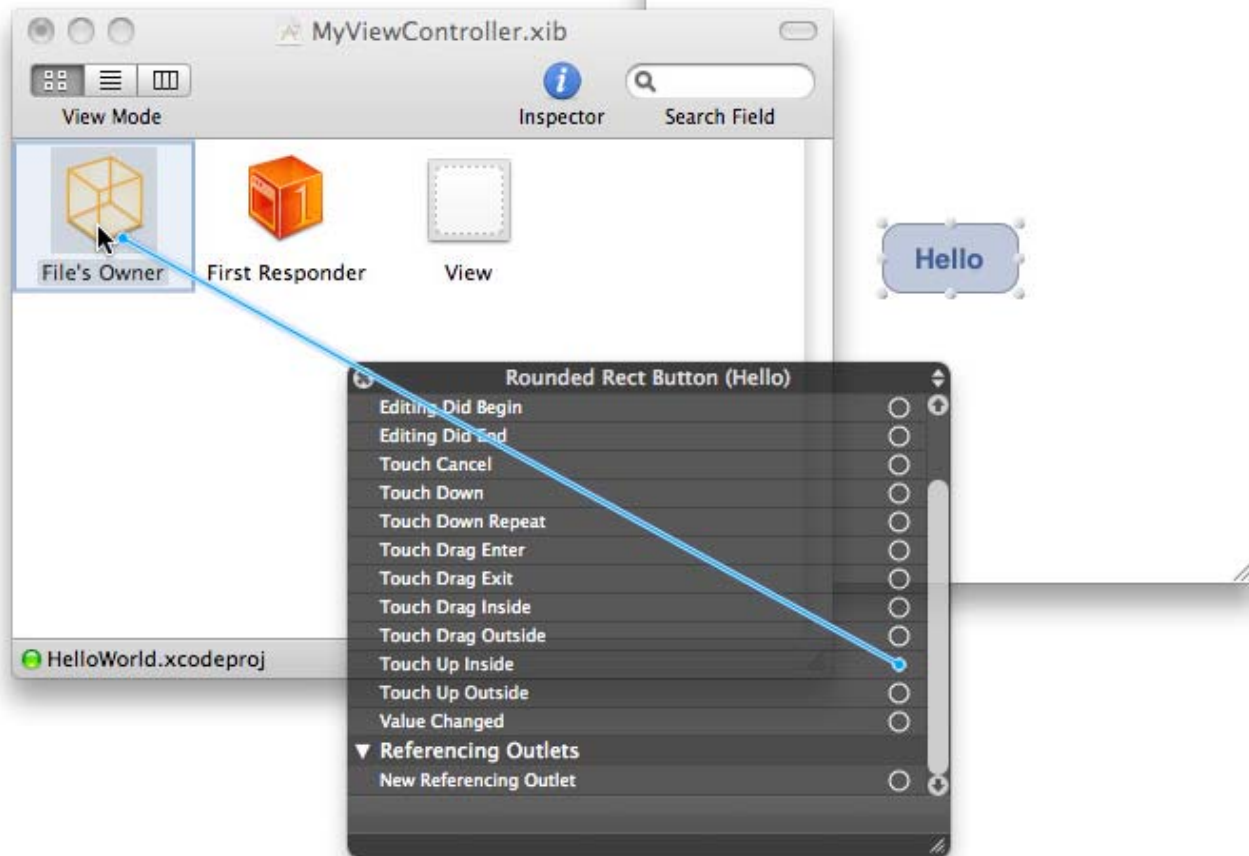 MyViewController.xib
View Mode
Inspector
Search Field
File's Owner
First Responder
View
Hello
Rounded Rect Button (Hello)
Editing Did Begin
Editing Did End
Touch Cancel
Touch Down
Touch Down Repeat
Touch Drag Enter
Touch Drag Exit
Touch Drag Inside
Touch Drag Outside
Touch Up Inside
Touch Up Outside
Value Changed
Referencing Outlets
New Referencing Outlet
HelloWorld.xcodeproj